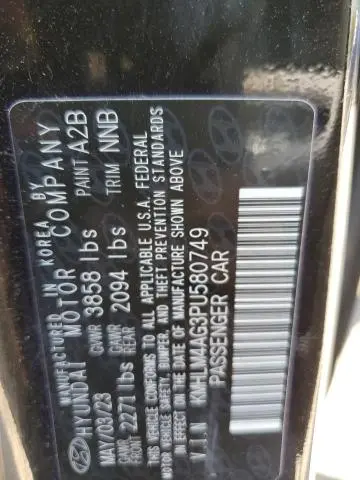 MANUFACTURED IN KOREA BY
HYUNDAI MOTOR COMPANY
MAY/03/23 GVWR 3858 lbs PAINT A2B
GAWR FRONT 2271 lbs GAWR REAR 2094 lbs TRIM NNB
THIS VEHICLE CONFORMS TO ALL APPLICABLE U.S.A. FEDERAL
MOTOR VEHICLE SAFETY, BUMPER, AND THEFT PREVENTION STANDARDS
IN EFFECT ON THE DATE OF MANUFACTURE SHOWN ABOVE
V.I.N KMHLM4AG3PU560749
PASSENGER CAR